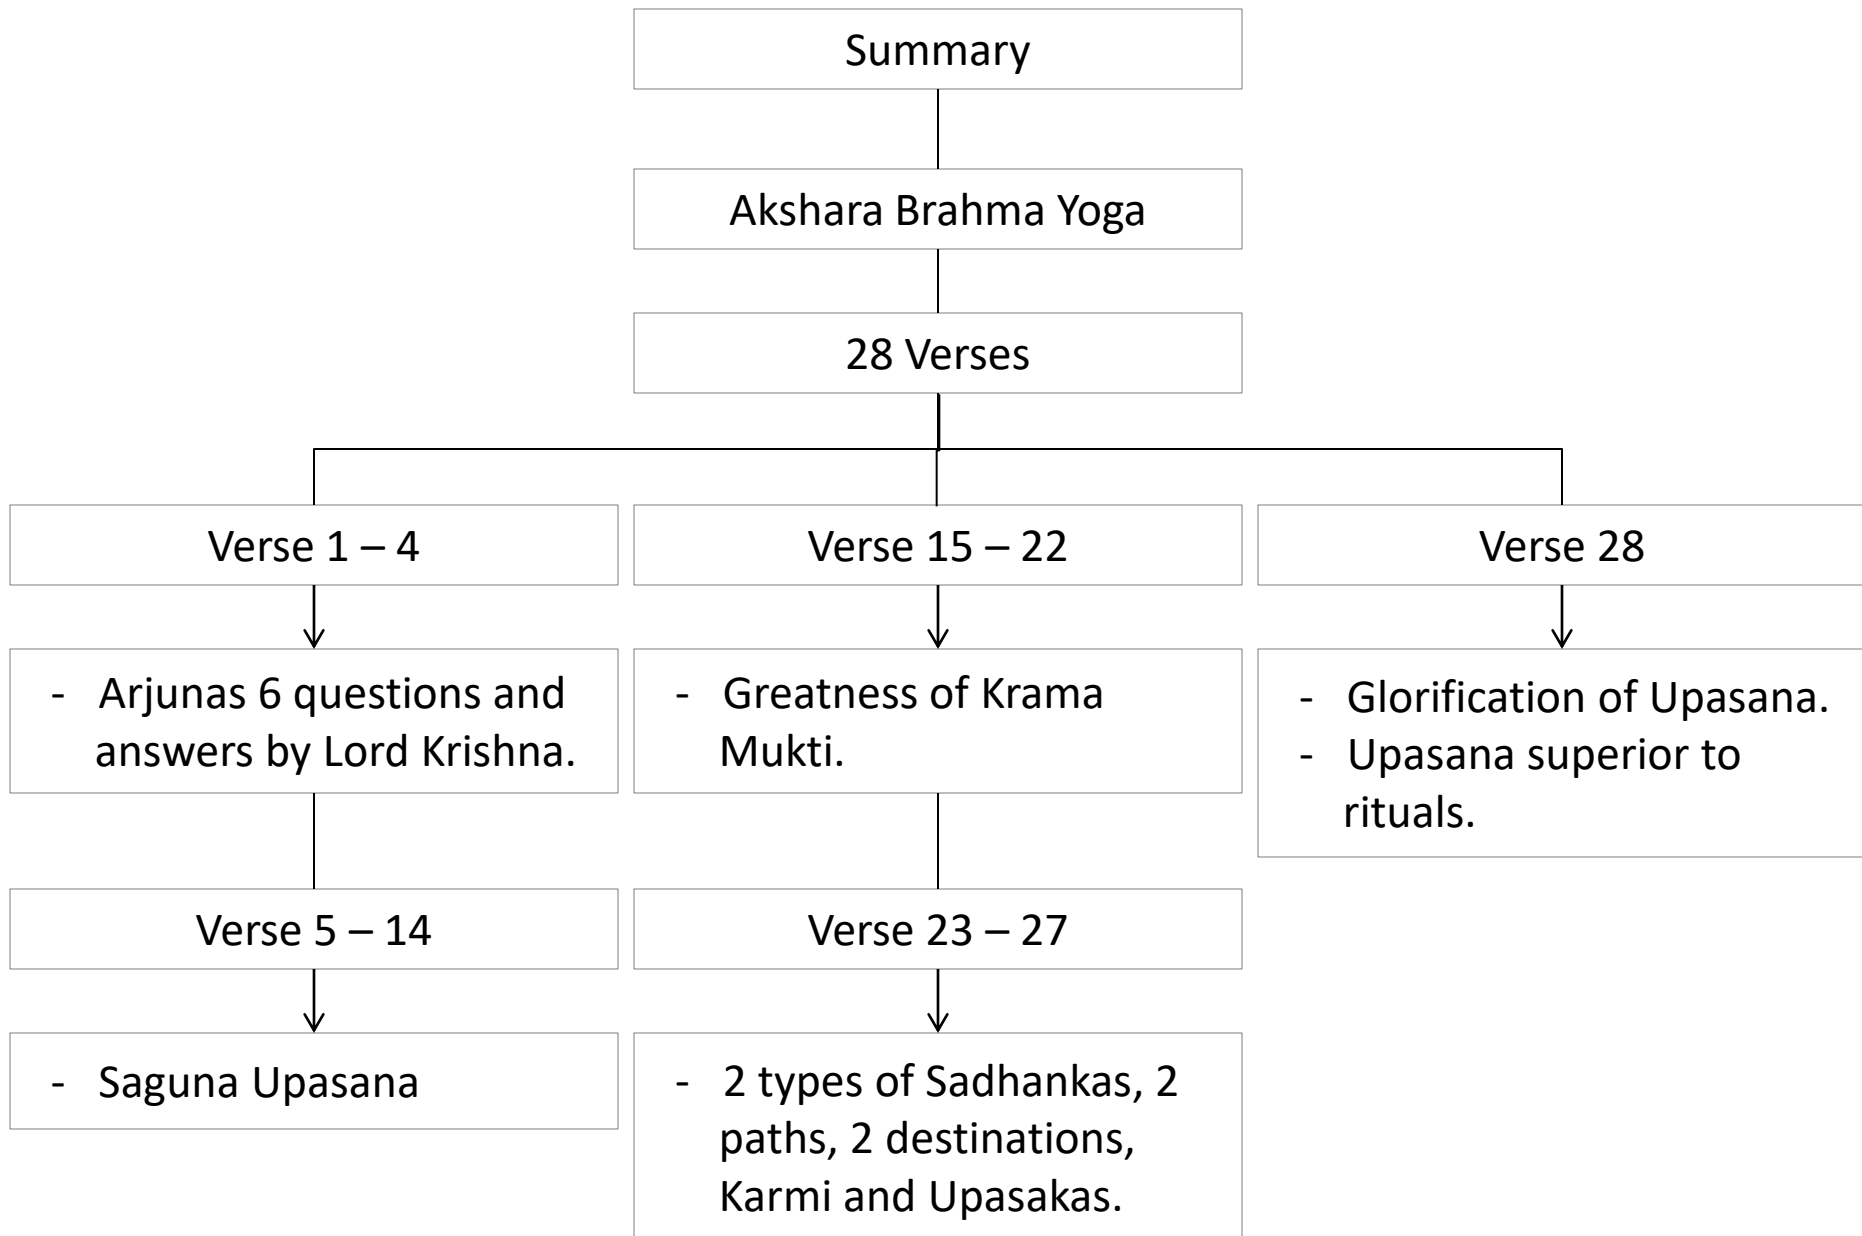 Summary
Akshara Brahma Yoga
28 Verses
Verse 1 – 4
- Arjunas 6 questions and
answers by Lord Krishna.
Verse 5 – 14
- Saguna Upasana
Verse 15 – 22
- Greatness of Krama
Mukti.
Verse 23 – 27
- 2 types of Sadhankas, 2
paths, 2 destinations,
Karmi and Upasakas.
Verse 28
- Glorification of Upasana.
- Upasana superior to
rituals.